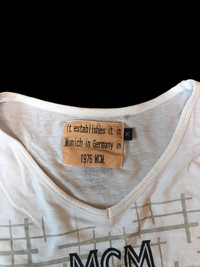 it establishes it in
Munich in Germany in
1976 MCM.
MCM